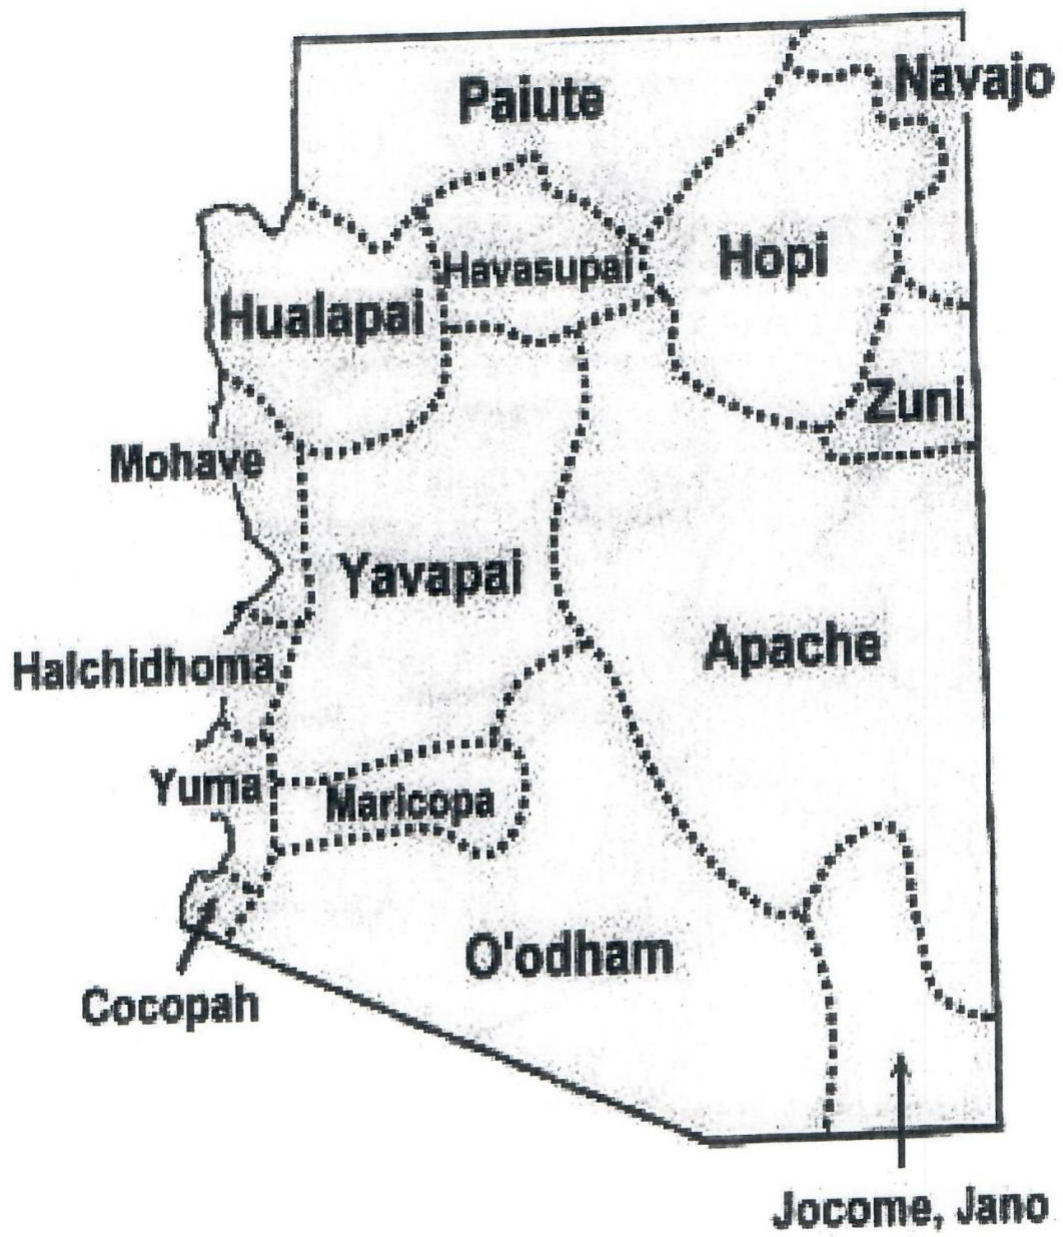 Paiute
Navajo
Hopi
Havasupai
Hualapai
Zuni
Mohave
Yavapai
Apache
Halchidhoma
Yuma
Maricopa
O'odham
Cocopah
Jocome, Jano